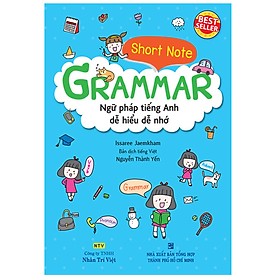 BEST
SELLER
Short Note
GRAMMAR
Ngữ pháp tiếng Anh
dễ hiểu dễ nhớ
Issaree Jaemkham
Bản dịch tiếng Việt
Nguyễn Thành Yến
Grammar
NTV
Công ty TNHH
Nhân Trí Việt
NHÀ XUẤT BẢN TỔNG HỢP
THÀNH PHỐ HỒ CHÍ MINH